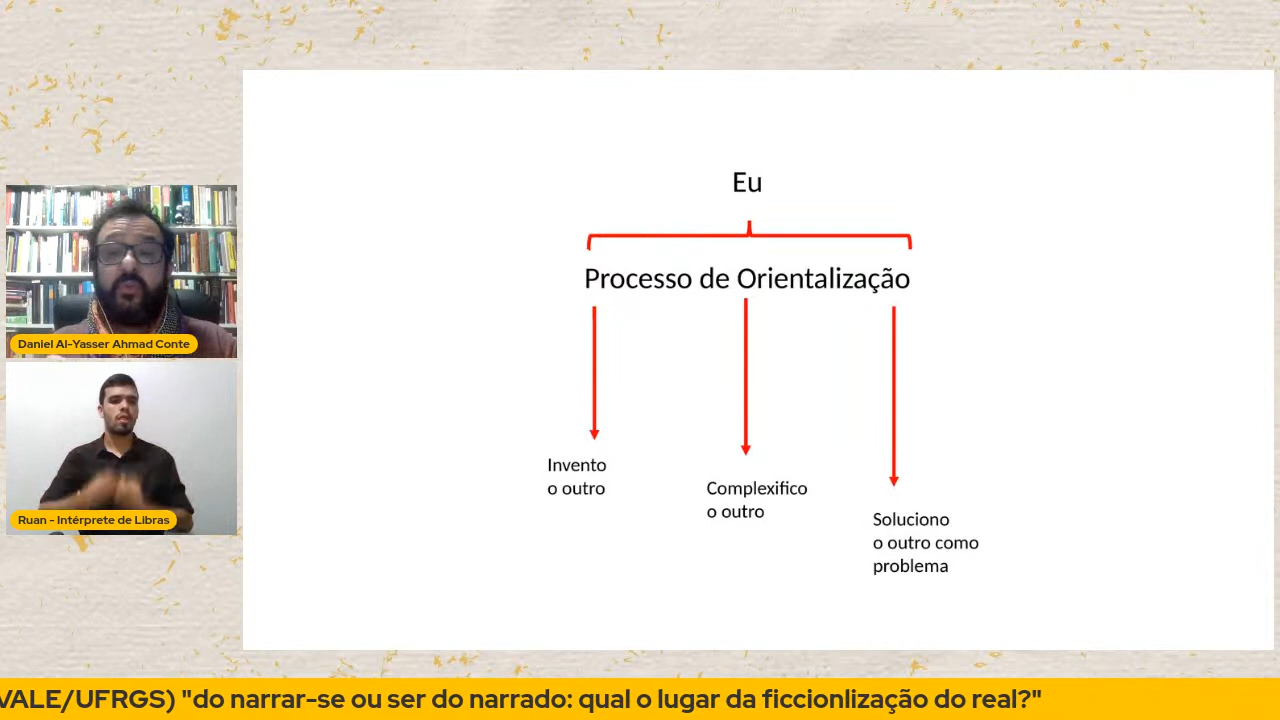 Eu
Processo de Orientalização
Invento
o outro
Complexifico
o outro
Soluciono
o outro como
problema
Daniel Al-Yasser Ahmad Conte
Ruan - Intérprete de Libras
VALE/UFRGS) "do narrar-se ou ser do narrado: qual o lugar da ficcionlização do real?"